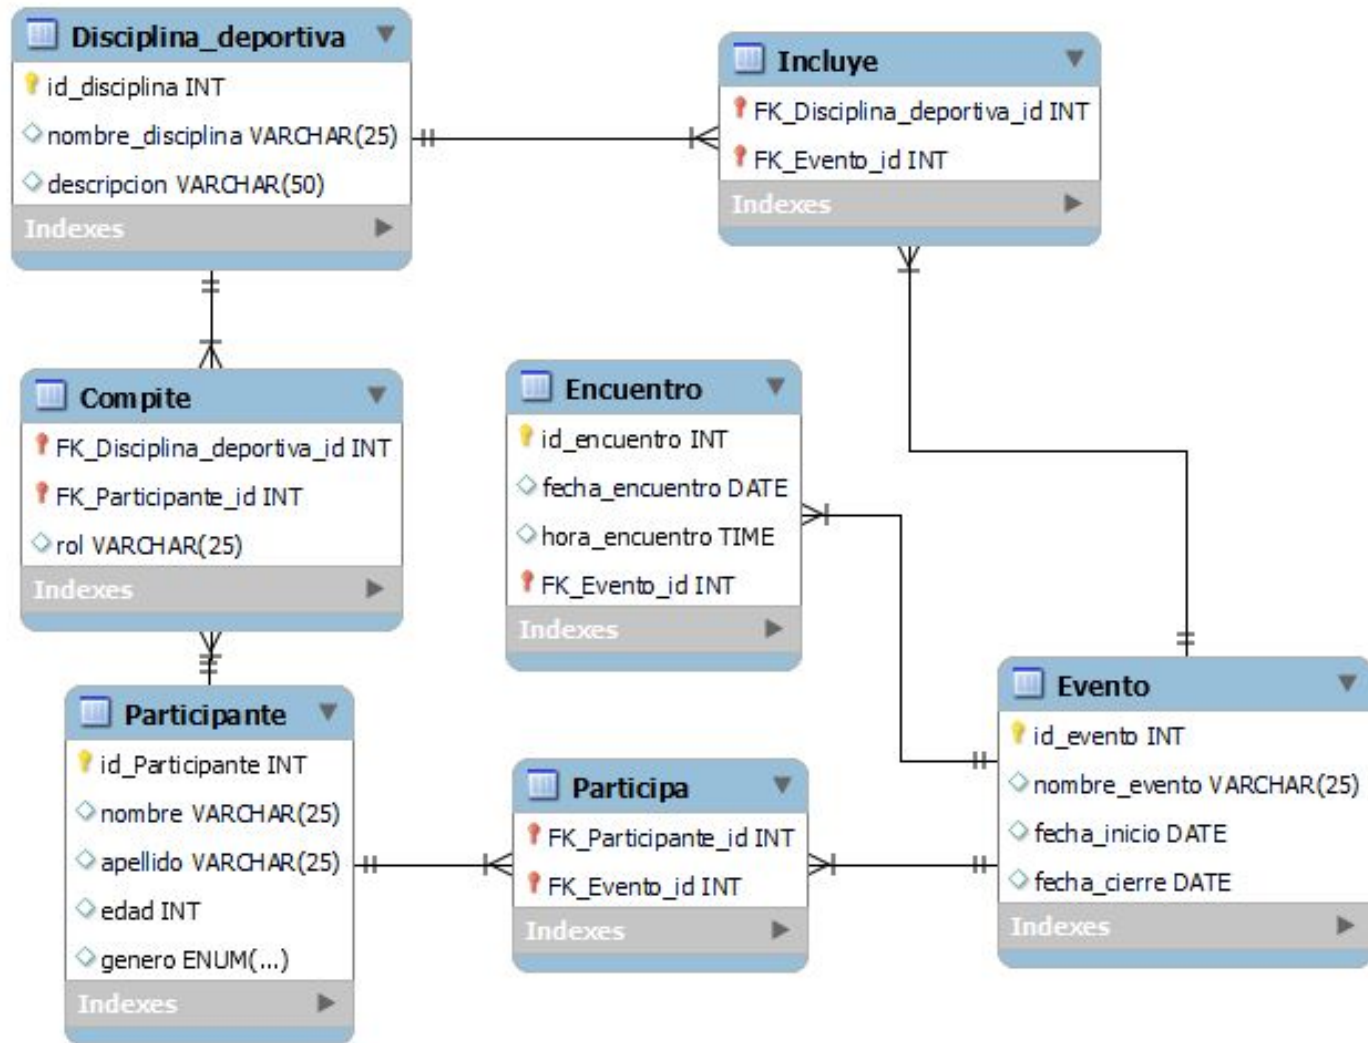 Disciplina_deportiva
id_disciplina INT
nombre_disciplina VARCHAR(25)
descripcion VARCHAR(50)
Indexes
Incluye
FK_Disciplina_deportiva_id INT
FK_Evento_id INT
Indexes
Compite
FK_Disciplina_deportiva_id INT
FK_Participante_id INT
rol VARCHAR(25)
Indexes
Encuentro
id_encuentro INT
fecha_encuentro DATE
hora_encuentro TIME
FK_Evento_id INT
Indexes
Participante
id_Participante INT
nombre VARCHAR(25)
apellido VARCHAR(25)
edad INT
genero ENUM(...)
Indexes
Participa
FK_Participante_id INT
FK_Evento_id INT
Indexes
Evento
id_evento INT
nombre_evento VARCHAR(25)
fecha_inicio DATE
fecha_cierre DATE
Indexes